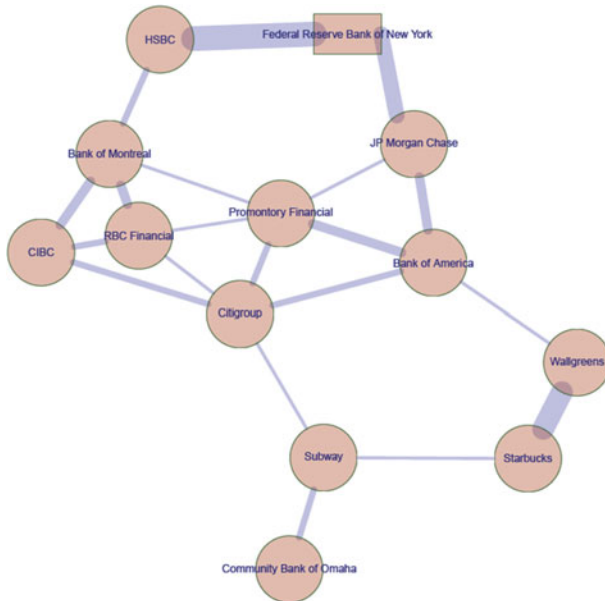 HSBC
Federal Reserve Bank of New York
Bank of Montreal
JP Morgan Chase
Promontory Financial
RBC Financial
CIBC
Bank of America
Citigroup
Wallgreens
Subway
Starbucks
Community Bank of Omaha